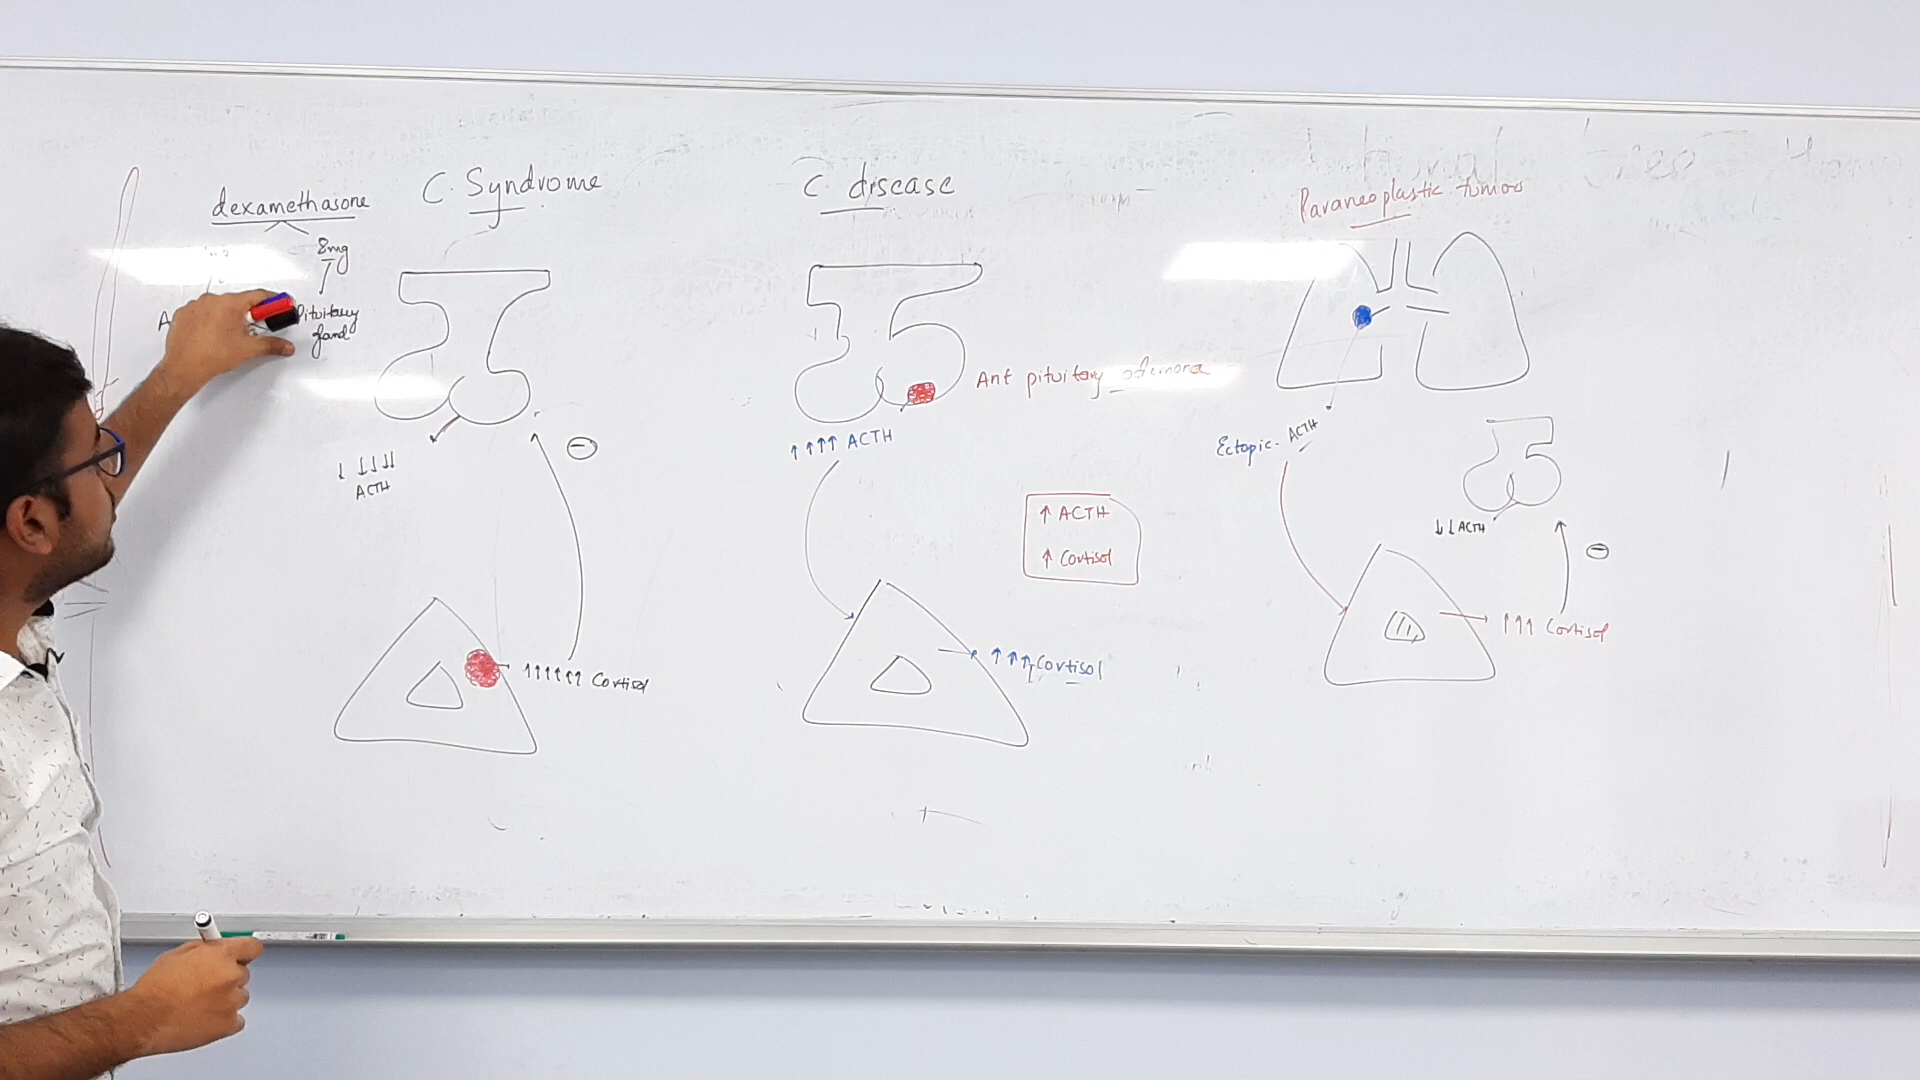 dexamethasone
8mg
Pituitary
gland
C. Syndrome
↓ ↓↓↓↓
ACTH
⊖
↑↑↑↑↑↑ Cortisol
C disease
Ant pituitary adenoma
↑↑↑↑ ACTH
↑ ACTH
↑ Cortisol
↑↑↑ Cortisol
Paraneoplastic tumors
Ectopic. ACTH
↓↓ ACTH
⊖
↑↑↑ Cortisol